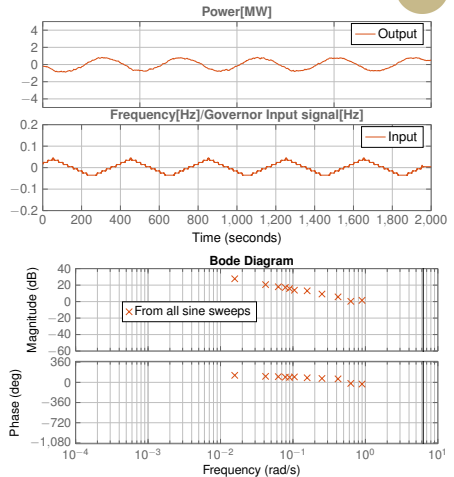 Power[MW]
4
2
0
−2
−4
Output
Frequency[Hz]/Governor Input signal[Hz]
0.2
0.1
0
−0.1
−0.2
Input
0 200 400 600 800 1,000 1,200 1,400 1,600 1,800 2,000
Time (seconds)
Bode Diagram
Magnitude (dB)
40
20
0
−20
−40
−60
From all sine sweeps
Phase (deg)
360
0
−360
−720
−1,080
10−4 10−3 10−2 10−1 100 101
Frequency (rad/s)